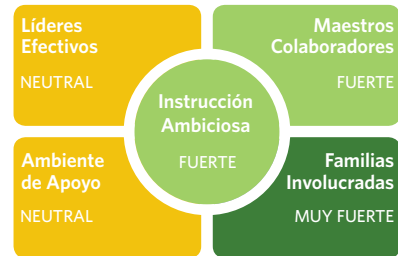 Líderes
Efectivos
NEUTRAL
Maestros
Colaboradores
FUERTE
Instrucción
Ambiciosa
FUERTE
Ambiente
de Apoyo
NEUTRAL
Familias
Involucradas
MUY FUERTE